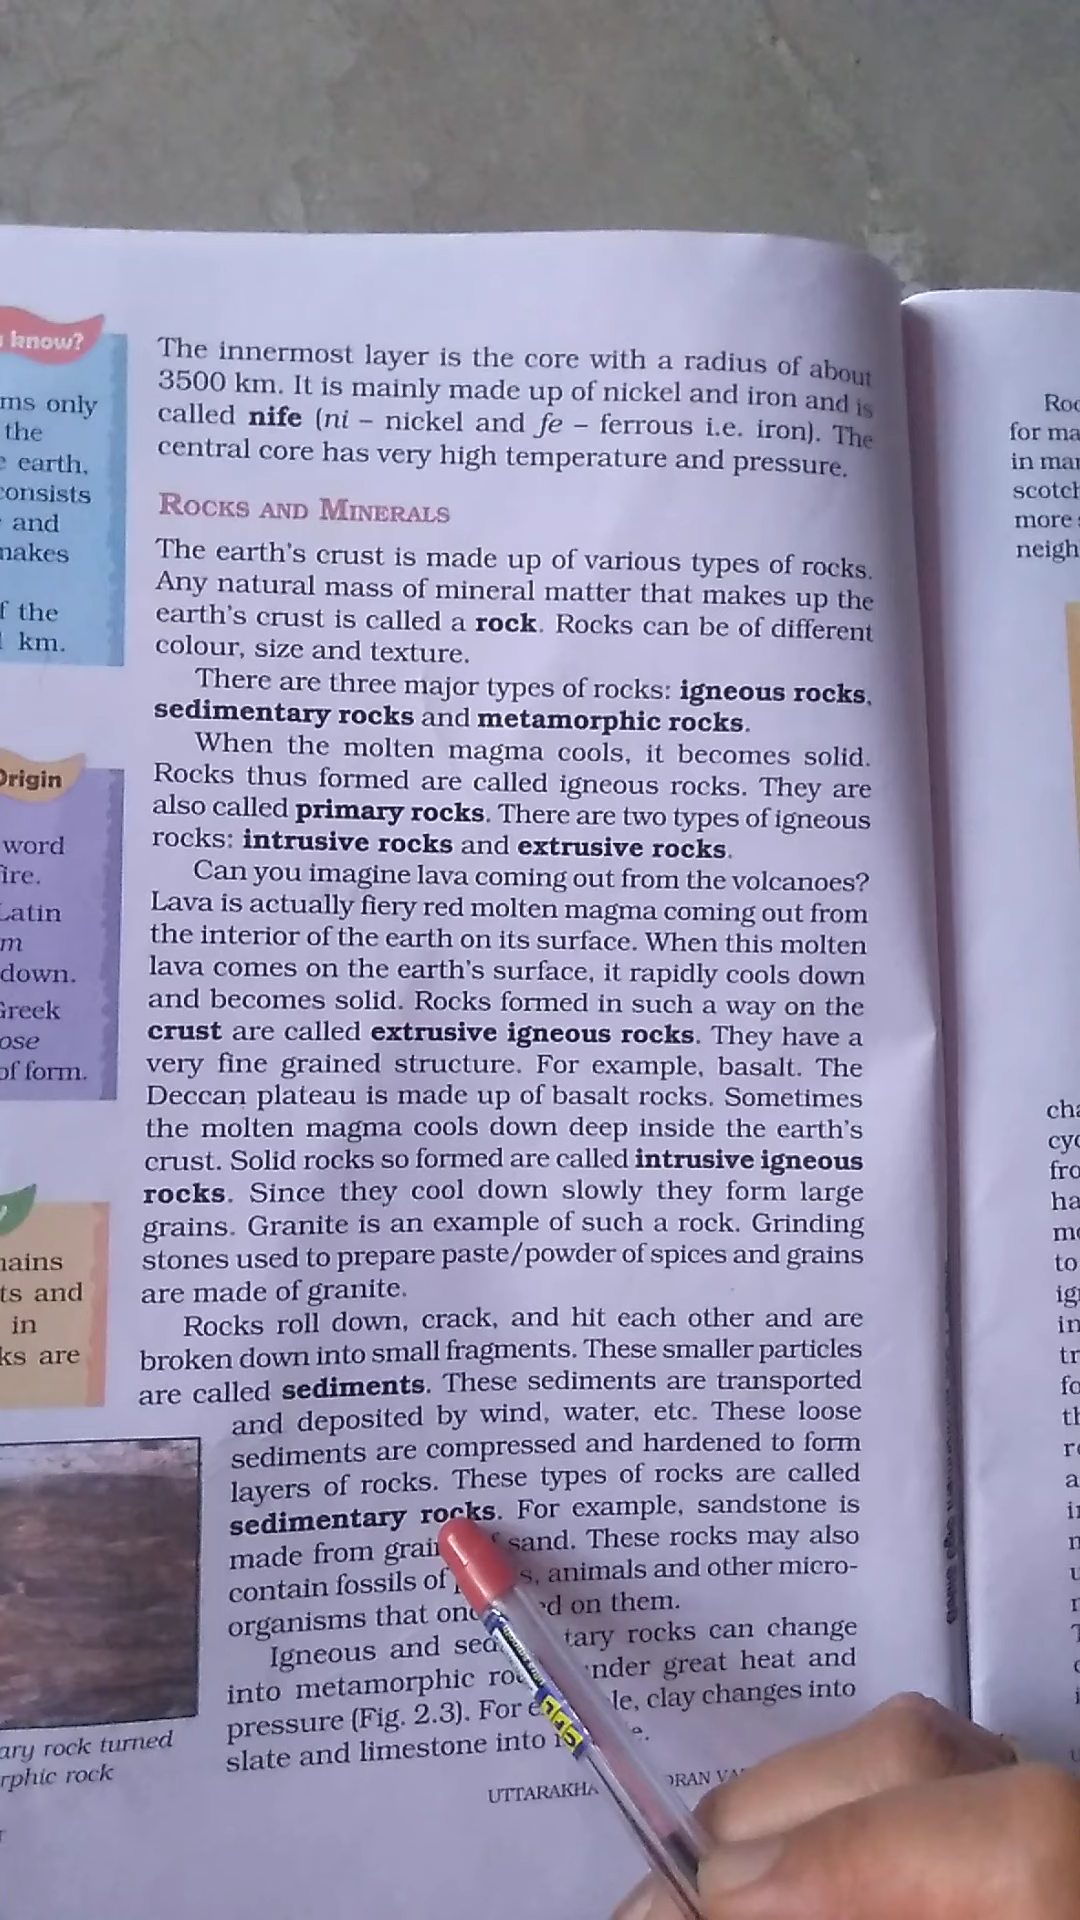 know?
ms only
the
earth,
consists
and
makes
f the
km.
Origin
word
ire.
Latin
m
down.
Greek
ose
of form.
ains
ts and
in
ks are
ary rock turned
rphic rock
The innermost layer is the core with a radius of about
3500 km. It is mainly made up of nickel and iron and is
called nife (ni – nickel and fe – ferrous i.e. iron). The
central core has very high temperature and pressure.
ROCKS AND MINERALS
The earth's crust is made up of various types of rocks.
Any natural mass of mineral matter that makes up the
earth's crust is called a rock. Rocks can be of different
colour, size and texture.
There are three major types of rocks: igneous rocks,
sedimentary rocks and metamorphic rocks.
When the molten magma cools, it becomes solid.
Rocks thus formed are called igneous rocks. They are
also called primary rocks. There are two types of igneous
rocks: intrusive rocks and extrusive rocks.
Can you imagine lava coming out from the volcanoes?
Lava is actually fiery red molten magma coming out from
the interior of the earth on its surface. When this molten
lava comes on the earth's surface, it rapidly cools down
and becomes solid. Rocks formed in such a way on the
crust are called extrusive igneous rocks. They have a
very fine grained structure. For example, basalt. The
Deccan plateau is made up of basalt rocks. Sometimes
the molten magma cools down deep inside the earth's
crust. Solid rocks so formed are called intrusive igneous
rocks. Since they cool down slowly they form large
grains. Granite is an example of such a rock. Grinding
stones used to prepare paste/powder of spices and grains
are made of granite.
Rocks roll down, crack, and hit each other and are
broken down into small fragments. These smaller particles
are called sediments. These sediments are transported
and deposited by wind, water, etc. These loose
sediments are compressed and hardened to form
layers of rocks. These types of rocks are called
sedimentary rocks. For example, sandstone is
made from grai sand. These rocks may also
contain fossils of s, animals and other micro-
organisms that onc ed on them.
Igneous and sed tary rocks can change
into metamorphic ro nder great heat and
pressure (Fig. 2.3). For e le, clay changes into
slate and limestone into
UTTARAKHA
Roc
for ma
in man
scotch
more
neigh
cha
cyc
fro
ha
mo
to
ig
in
tr
fo
th
r
a